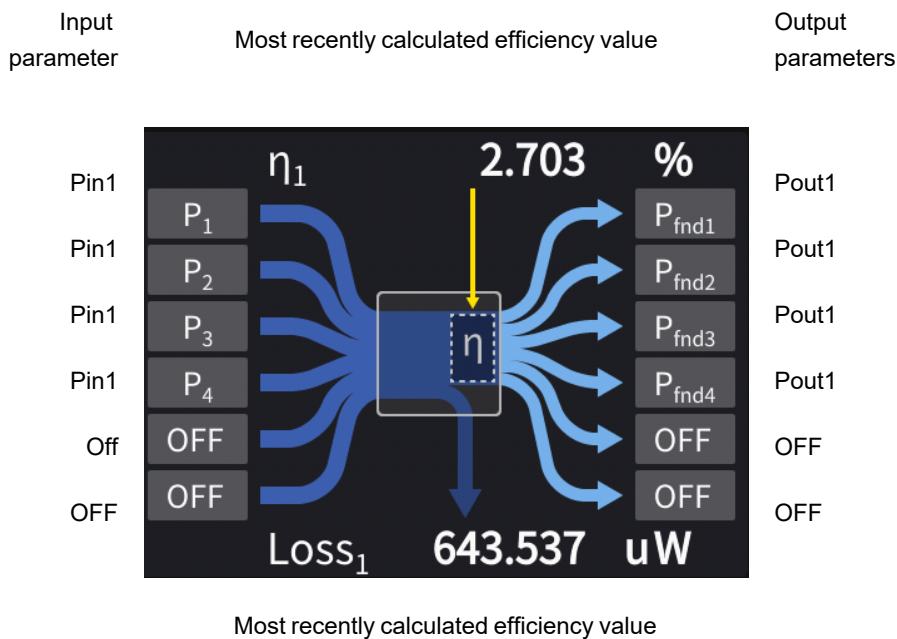 Input
parameter
Most recently calculated efficiency value
Output
parameters
η1 2.703 %
Pin1 P1 Pfnd1 Pout1
Pin1 P2 Pfnd2 Pout1
Pin1 P3 η Pfnd3 Pout1
Pin1 P4 Pfnd4 Pout1
Off OFF OFF OFF
OFF OFF OFF OFF
Loss1 643.537 uW
Most recently calculated efficiency value